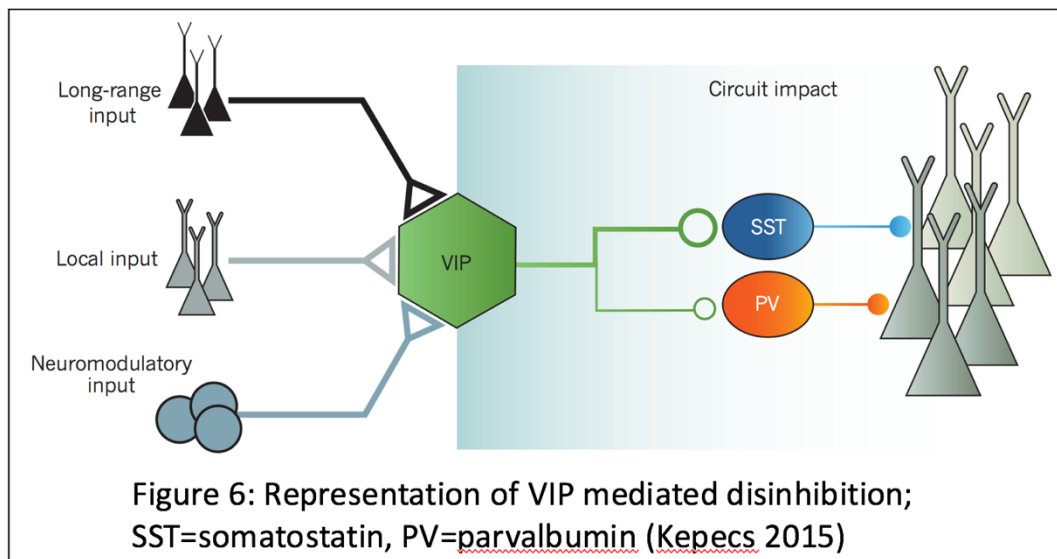 Long-range
input
Circuit impact
Local input
VIP
SST
PV
Neuromodulatory
input
Figure 6: Representation of VIP mediated disinhibition;
SST=somatostatin, PV=parvalbumin (Kepecs 2015)